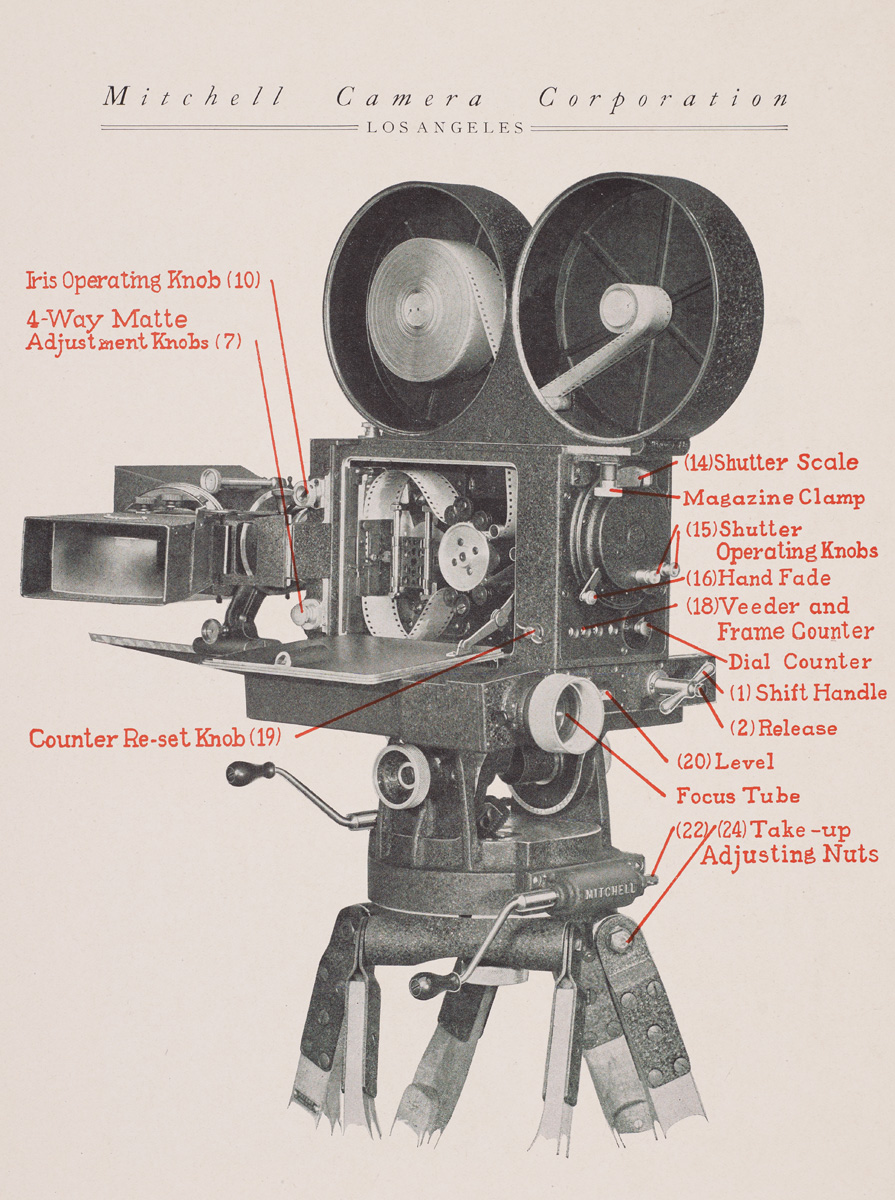 Mitchell Camera Corporation
LOS ANGELES
Iris Operating Knob (10)
4-Way Matte
Adjustment Knobs (7)
(14) Shutter Scale
Magazine Clamp
(15) Shutter
Operating Knobs
(16) Hand Fade
(18) Veeder and
Frame Counter
Dial Counter
(1) Shift Handle
(2) Release
Counter Re-set Knob (19)
(20) Level
Focus Tube
(22) (24) Take-up
Adjusting Nuts
MITCHELL